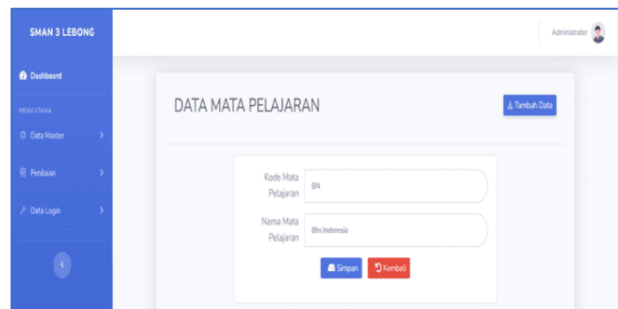 SMAN 3 LEBONG
Administrator
Dashboard
MENU UTAMA
Data Master
Penilaian
Data Login
DATA MATA PELAJARAN
Tambah Data
Kode Mata
Pelajaran
BN
Nama Mata
Pelajaran
Bhs Indonesia
Simpan
Kembali